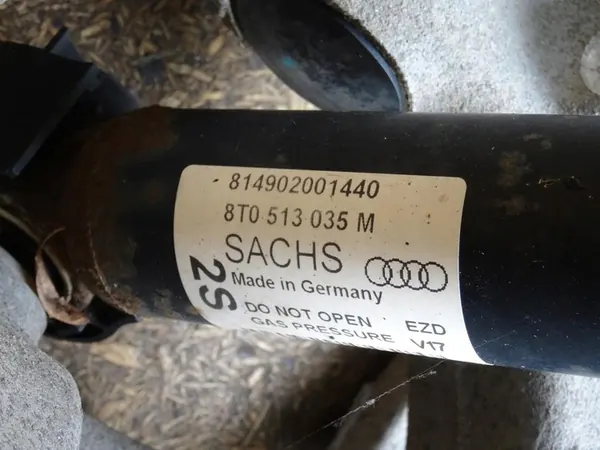 814902001440
8T0 513 035 M
SACHS
Made in Germany
2S
DO NOT OPEN EZD
GAS PRESSURE V17